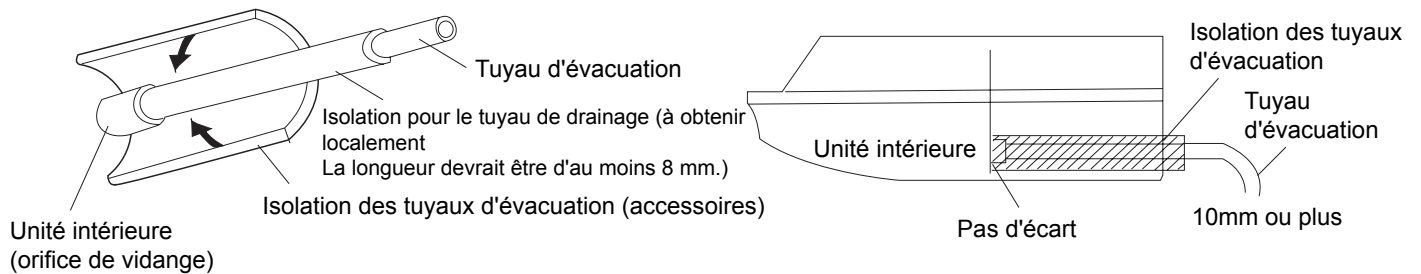 Tuyau d'évacuation
Isolation pour le tuyau de drainage (à obtenir
localement
La longueur devrait être d'au moins 8 mm.)
Isolation des tuyaux d'évacuation (accessoires)
Unité intérieure
(orifice de vidange)
Isolation des tuyaux
d'évacuation
Tuyau
d'évacuation
Unité intérieure
Pas d'écart
10mm ou plus